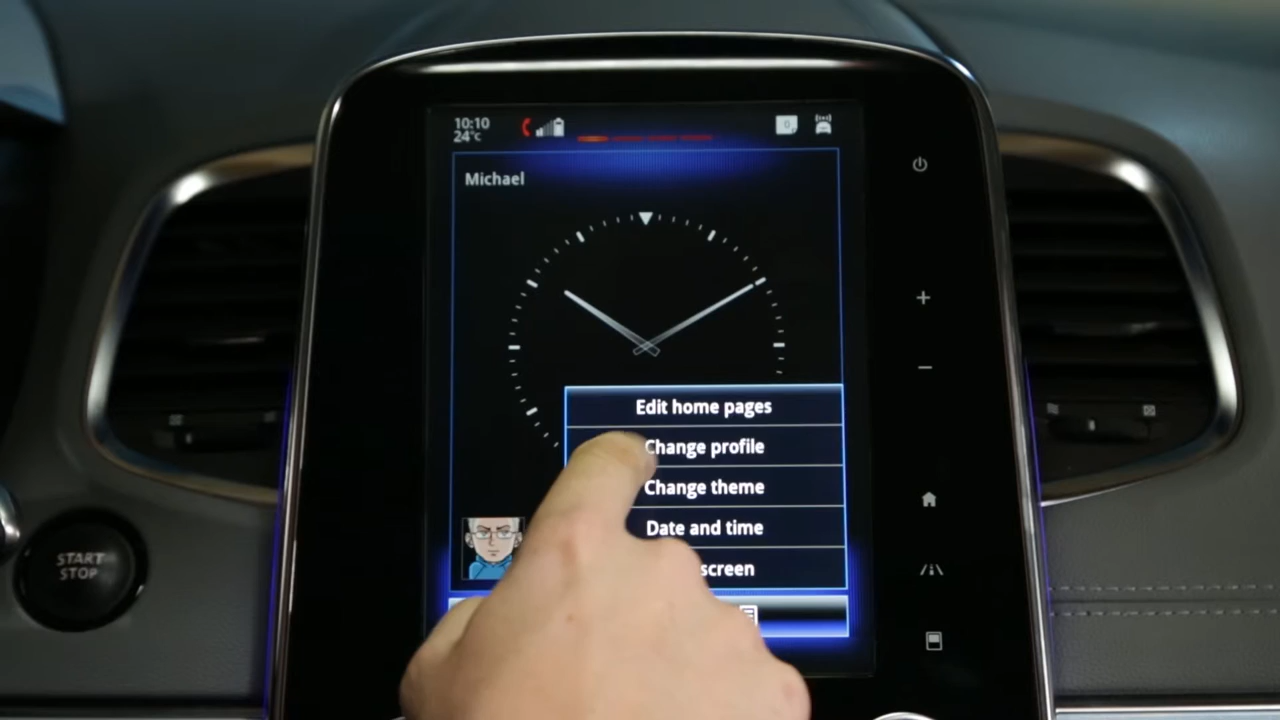 10:10
24°c
Michael
Edit home pages
Change profile
Change theme
Date and time
screen
START
STOP